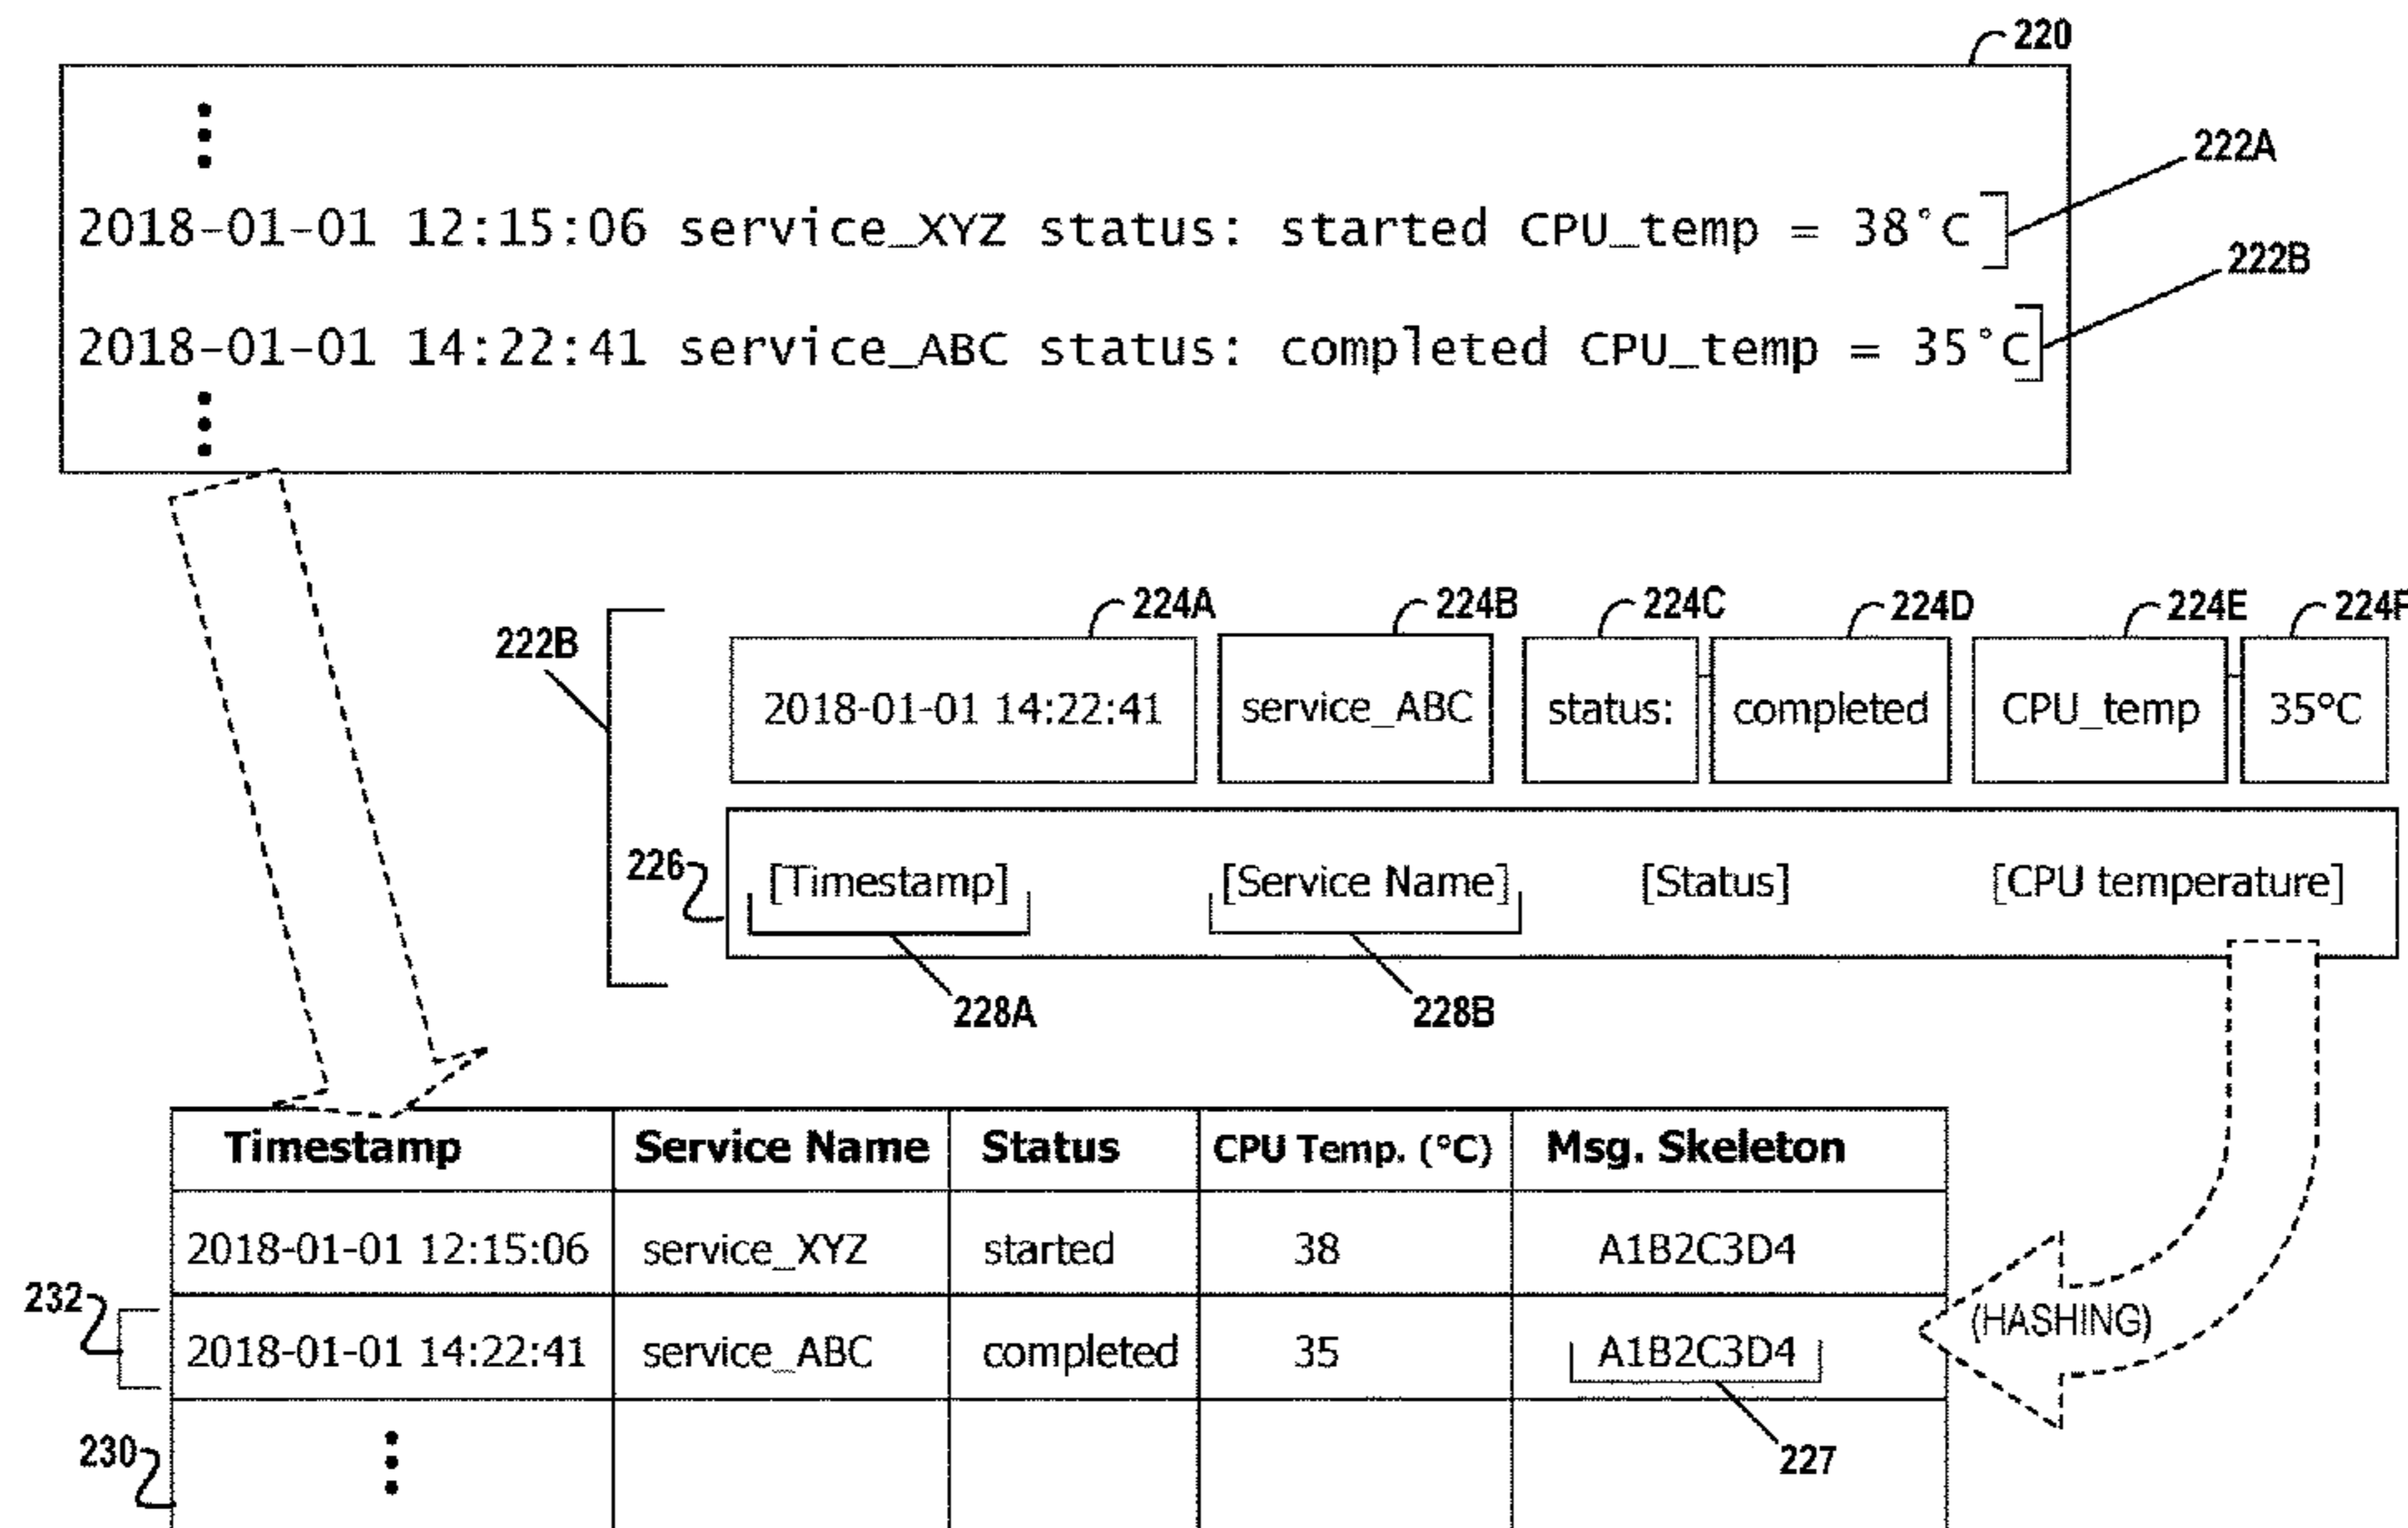 220
222A
2018-01-01 12:15:06 service_XYZ status: started CPU_temp = 38°C
222B
2018-01-01 14:22:41 service_ABC status: completed CPU_temp = 35°C
224A 224B 224C 224D 224E 224F
222B
2018-01-01 14:22:41 service_ABC status: completed CPU_temp 35°C
226
[Timestamp] [Service Name] [Status] [CPU temperature]
228A 228B
Timestamp Service Name Status CPU Temp. (°C) Msg. Skeleton
2018-01-01 12:15:06 service_XYZ started 38 A1B2C3D4
232
(HASHING)
2018-01-01 14:22:41 service_ABC completed 35 A1B2C3D4
230
227